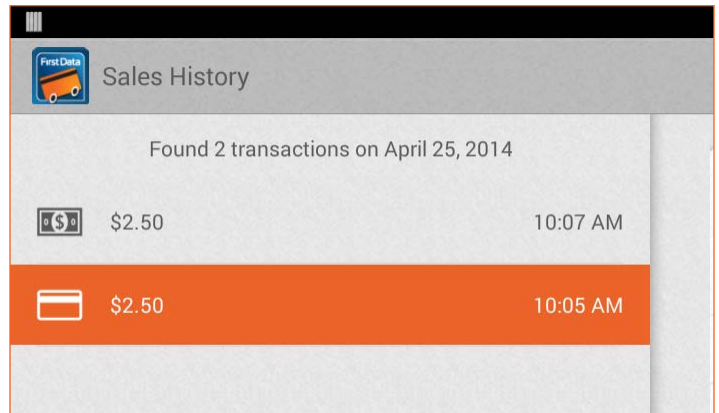 First Data
Sales History
Found 2 transactions on April 25, 2014
$2.50 10:07 AM
$2.50 10:05 AM